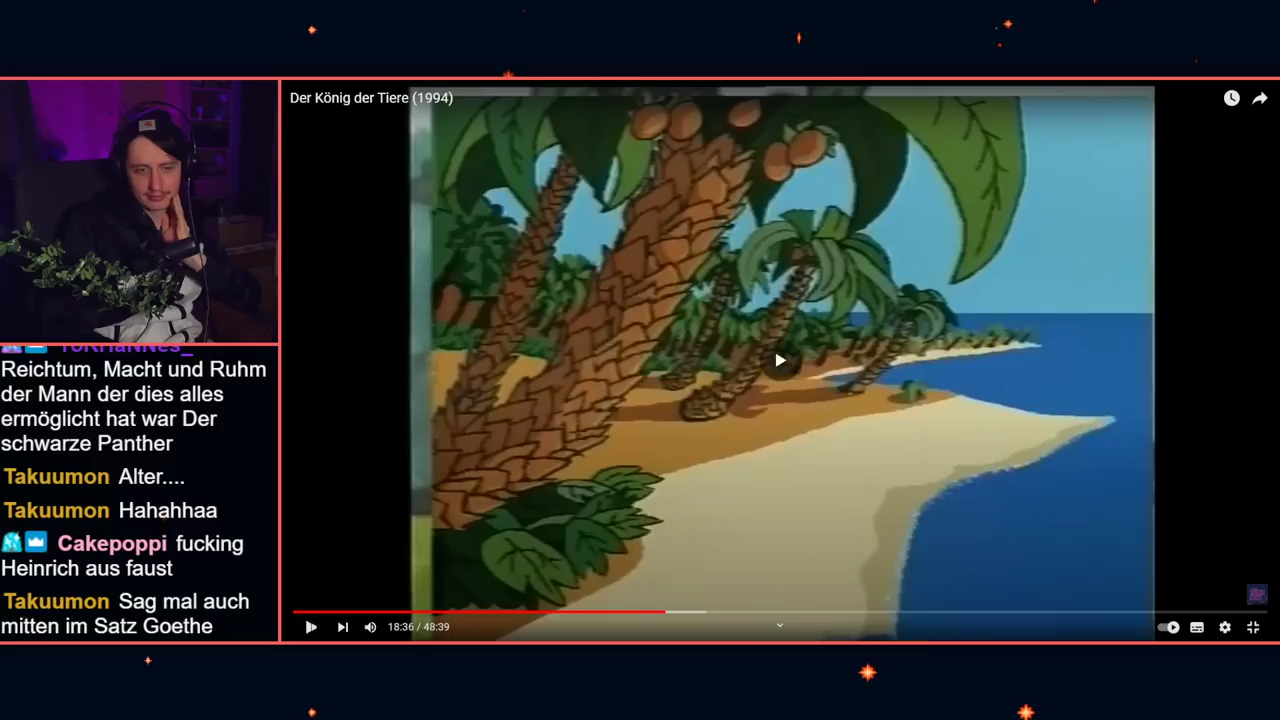 Der König der Tiere (1994)
YoKHaNNes_
Reichtum, Macht und Ruhm
der Mann der dies alles
ermöglicht hat war Der
schwarze Panther
Takuumon Alter....
Takuumon Hahahhaa
Cakepoppi fucking
Heinrich aus faust
Takuumon Sag mal auch
mitten im Satz Goethe
18:36 / 48:39